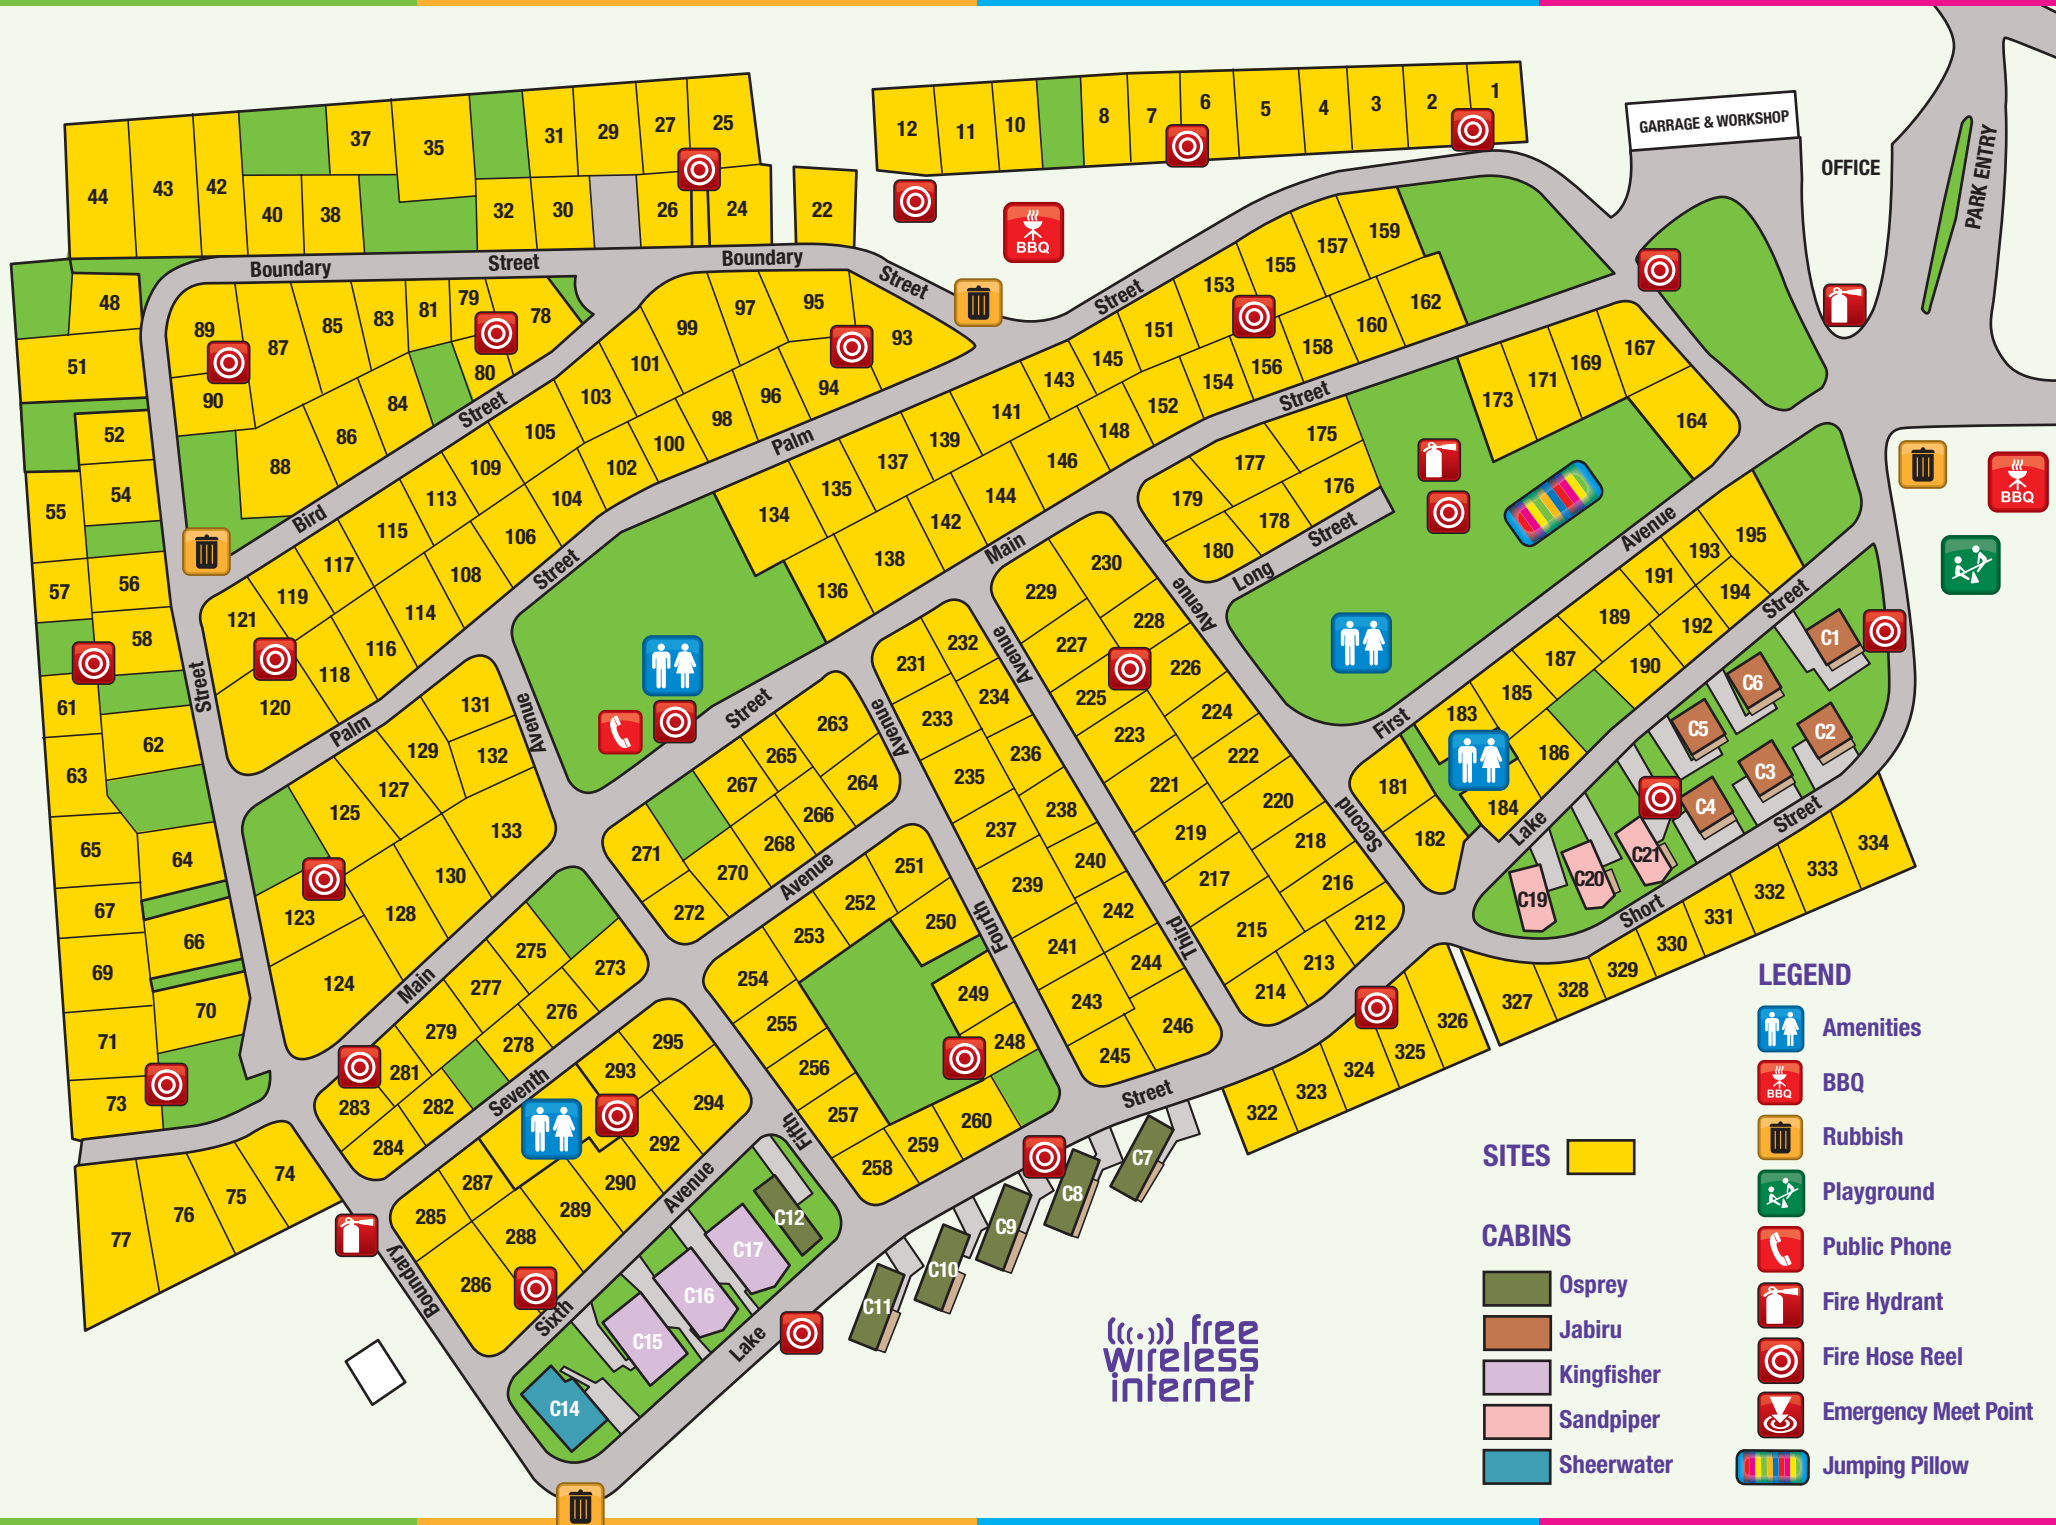 44
43
42
37
35
31
29
27
25
40
38
32
30
26
24
22
12
11
10
8
7
6
5
4
3
2
1
GARRAGE & WORKSHOP
OFFICE
PARK ENTRY
BBQ
Boundary
Street
Boundary
Street
48
51
52
54
55
57
56
58
61
62
63
65
64
67
66
69
70
71
73
77
76
75
74
89
87
85
83
81
79
78
90
88
86
84
80
Bird
Street
Street
121
119
117
115
113
109
105
103
101
99
97
95
93
120
118
116
114
108
106
104
102
100
98
96
94
Palm
Street
Palm
Street
134
135
137
139
141
143
145
151
153
155
157
159
136
138
142
144
146
148
152
154
156
158
160
162
Main
Street
173
171
169
167
164
179
177
175
180
178
176
Long
Street
Avenue
Second
BBQ
First
Avenue
195
193
191
189
187
185
183
181
194
192
190
186
184
182
Lake
Street
C1
C6
C5
C2
C3
C4
C21
C20
C19
Short
Street
334
333
332
331
330
329
328
327
326
325
324
323
322
131
129
132
127
125
133
130
128
123
124
Avenue
Main
Street
263
265
267
264
266
268
271
270
272
Avenue
Seventh
275
273
277
276
279
278
281
283
282
284
232
231
234
233
236
235
238
237
240
239
242
241
244
243
246
245
Avenue
Fourth
230
229
228
227
226
225
224
223
222
221
220
219
218
217
216
215
212
213
214
Avenue
Third
251
252
250
253
254
249
255
248
256
257
260
259
258
Fifth
295
293
294
292
290
287
289
285
288
286
Avenue
Sixth
Boundary
C12
C17
C16
C15
C14
Lake
Street
C7
C8
C9
C10
C11
free
wireless
internet
SITES
CABINS
Osprey
Jabiru
Kingfisher
Sandpiper
Sheerwater
LEGEND
Amenities
BBQ
BBQ
Rubbish
Playground
Public Phone
Fire Hydrant
Fire Hose Reel
Emergency Meet Point
Jumping Pillow